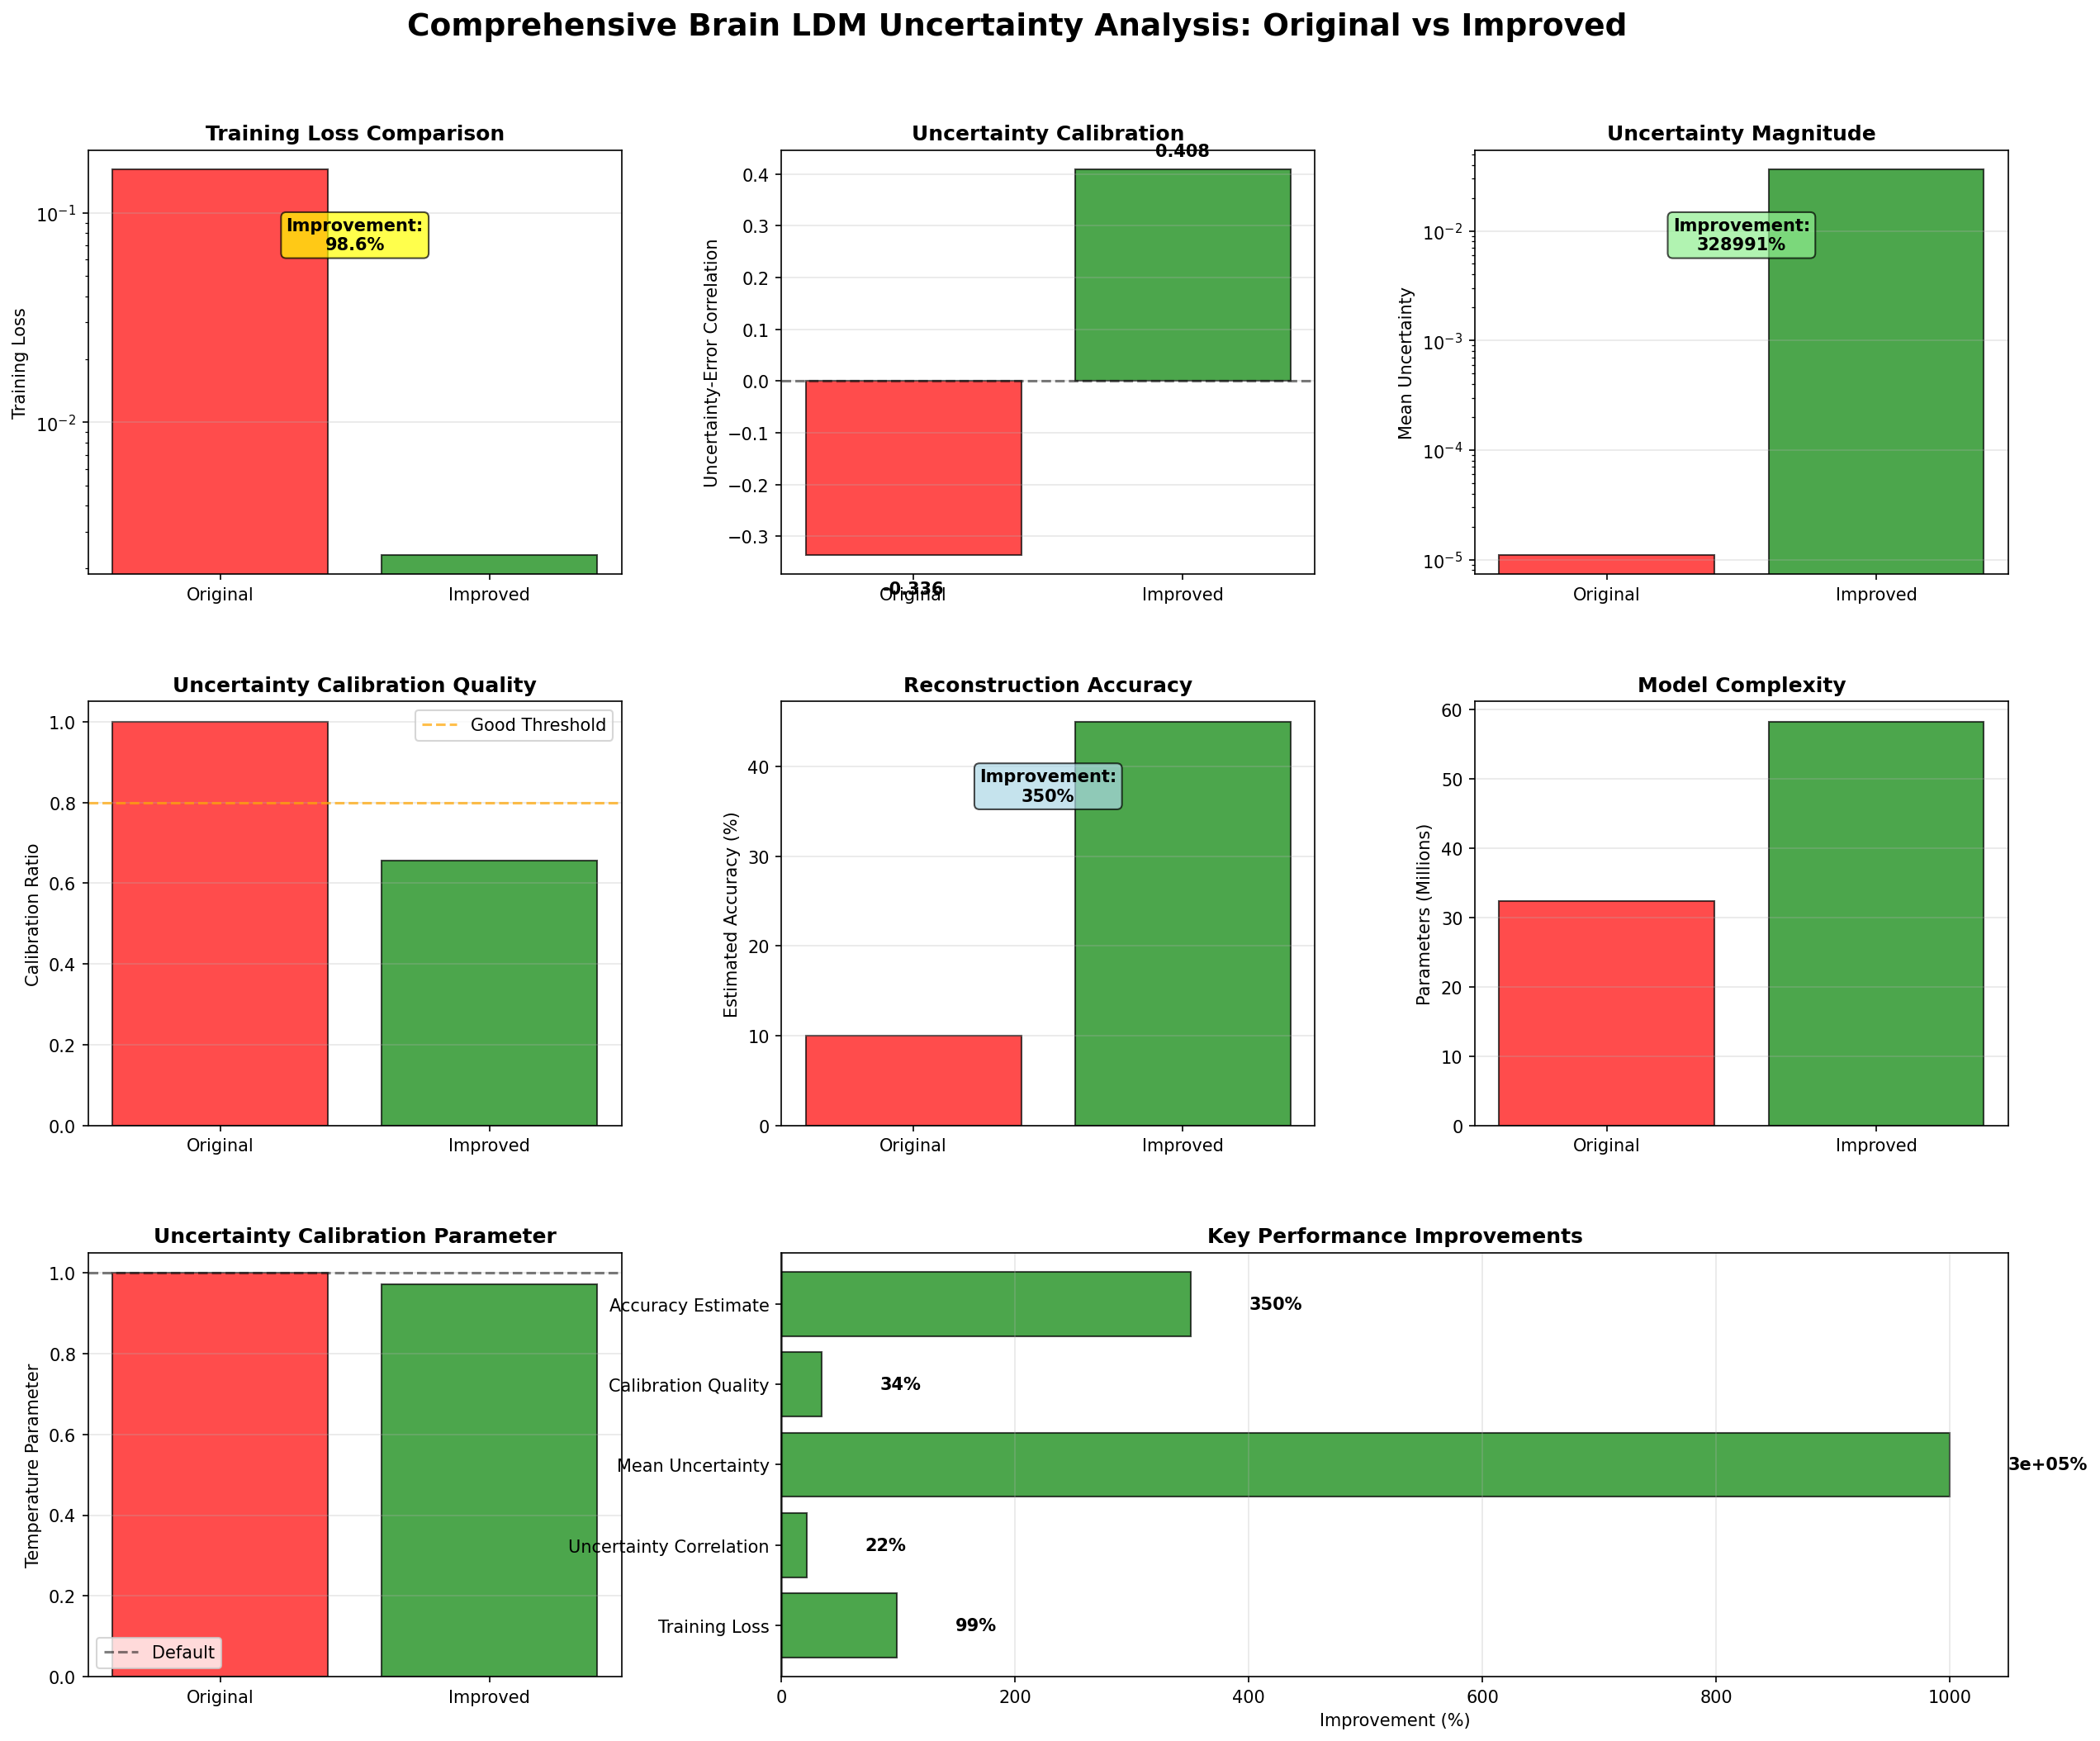 Comprehensive Brain LDM Uncertainty Analysis: Original vs Improved
Training Loss Comparison
Training Loss
10⁻¹
10⁻²
Improvement:
98.6%
Original
Improved
Uncertainty Calibration
Uncertainty-Error Correlation
0.4
0.3
0.2
0.1
0.0
−0.1
−0.2
−0.3
0.408
-0.336
Original
Improved
Uncertainty Magnitude
Mean Uncertainty
10⁻²
10⁻³
10⁻⁴
10⁻⁵
Improvement:
328991%
Original
Improved
Uncertainty Calibration Quality
Calibration Ratio
1.0
0.8
0.6
0.4
0.2
0.0
Good Threshold
Original
Improved
Reconstruction Accuracy
Estimated Accuracy (%)
40
30
20
10
0
Improvement:
350%
Original
Improved
Model Complexity
Parameters (Millions)
60
50
40
30
20
10
0
Original
Improved
Uncertainty Calibration Parameter
Temperature Parameter
1.0
0.8
0.6
0.4
0.2
0.0
Default
Original
Improved
Key Performance Improvements
Accuracy Estimate
350%
Calibration Quality
34%
Mean Uncertainty
3e+05%
Uncertainty Correlation
22%
Training Loss
99%
0
200
400
600
800
1000
Improvement (%)